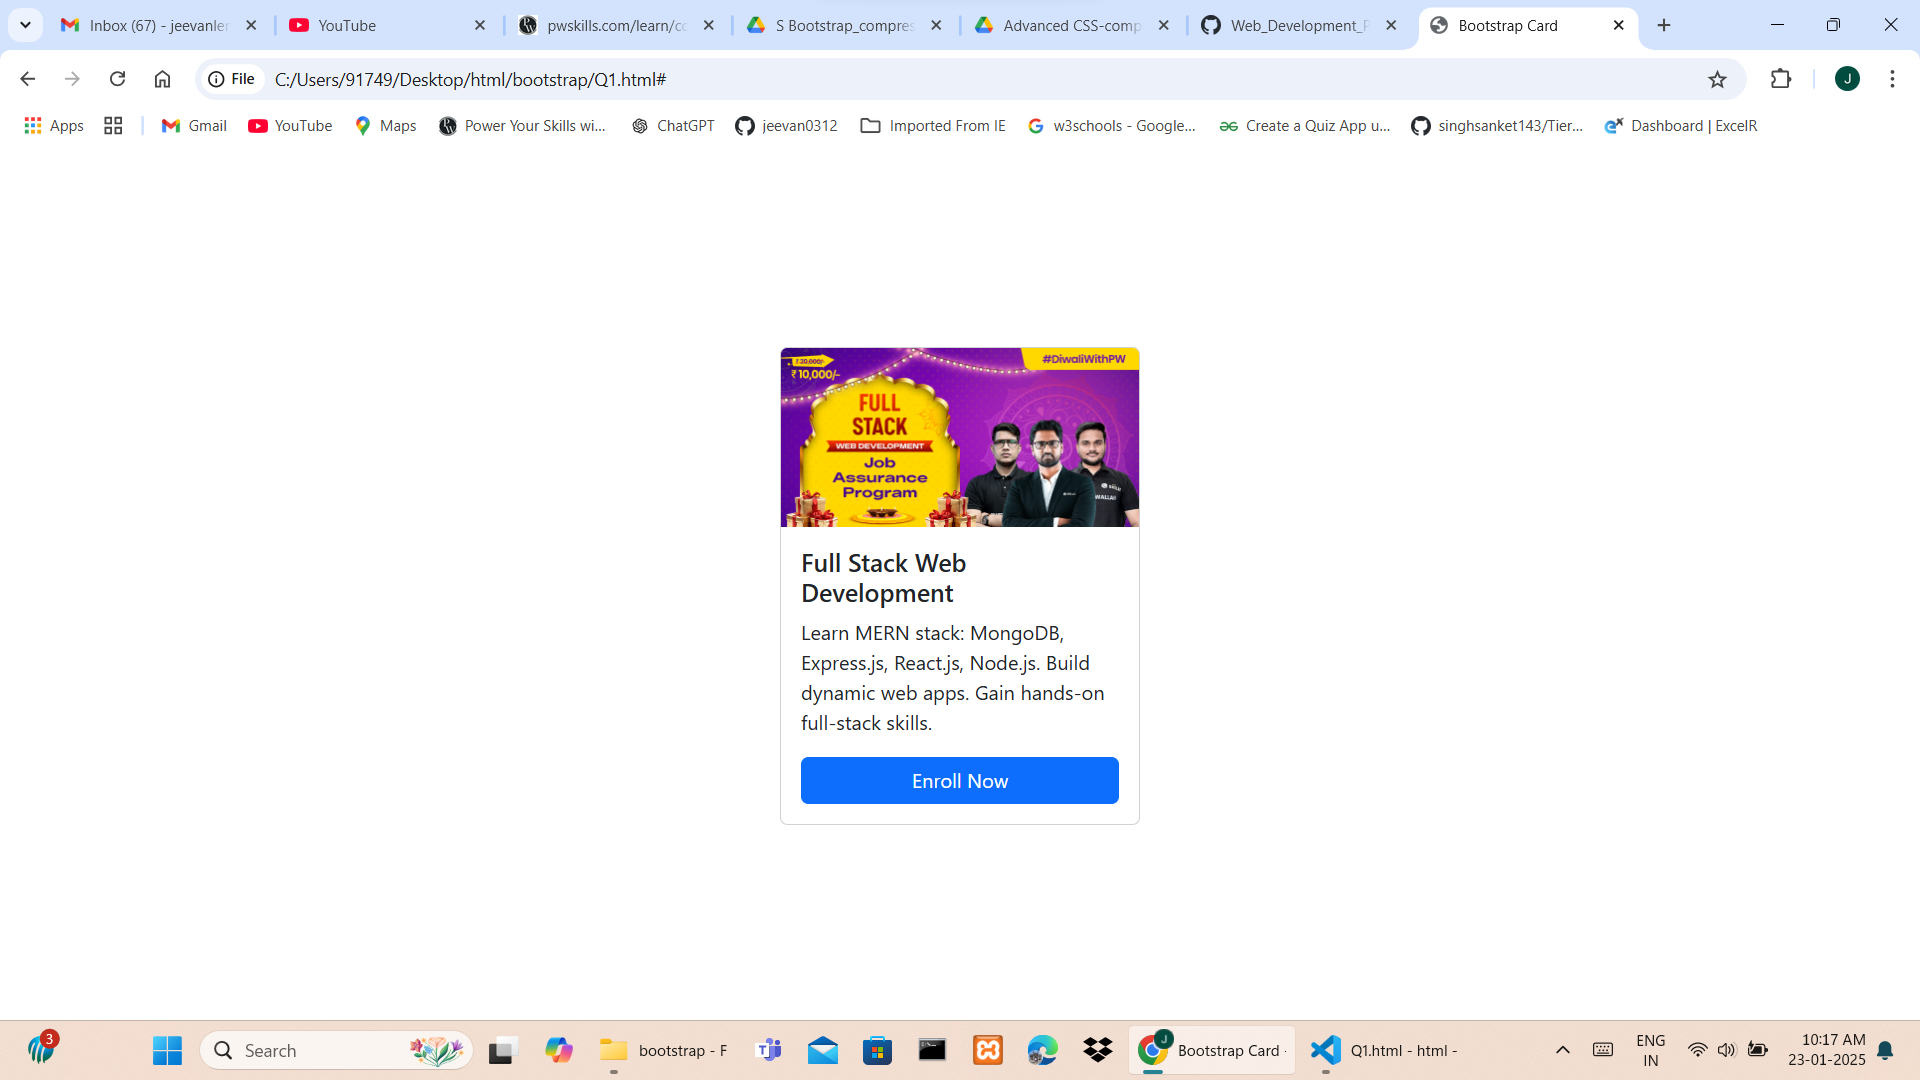 Inbox (67) - jeevanler
YouTube
pwskills.com/learn/co
S Bootstrap_compres
Advanced CSS-comp
Web_Development_P
Bootstrap Card
File
C:/Users/91749/Desktop/html/bootstrap/Q1.html#
J
Apps
Gmail
YouTube
Maps
Power Your Skills wi...
ChatGPT
jeevan0312
Imported From IE
w3schools - Google...
Create a Quiz App u...
singhsanket143/Tier...
Dashboard | ExcelR
₹ 20,000/-
₹ 10,000/-
#DiwaliWithPW
FULL
STACK
WEB DEVELOPMENT
Job
Assurance
Program
WALLAH
Full Stack Web
Development
Learn MERN stack: MongoDB,
Express.js, React.js, Node.js. Build
dynamic web apps. Gain hands-on
full-stack skills.
Enroll Now
3
Search
bootstrap - F
J
Bootstrap Card -
Q1.html - html -
ENG
IN
10:17 AM
23-01-2025